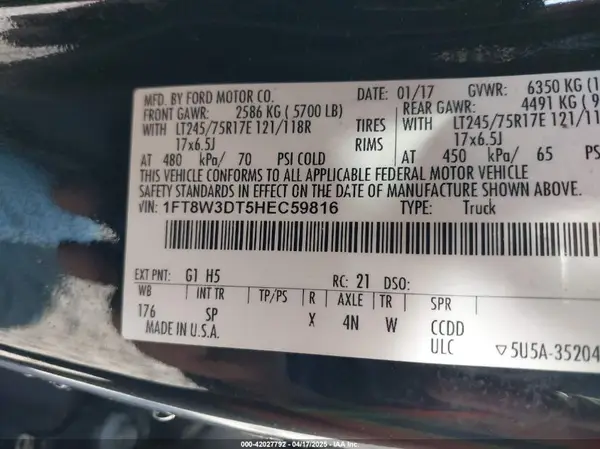 MFD. BY FORD MOTOR CO. DATE: 01/17 GVWR: 6350 KG
FRONT GAWR: 2586 KG (5700 LB) REAR GAWR: 4491 KG
WITH LT245/75R17E 121/118R TIRES WITH LT245/75R17E
17x6.5J RIMS 17x6.5J
AT 480 kPa/ 70 PSI COLD AT 450 kPa/ 65 PSI
THIS VEHICLE CONFORMS TO ALL APPLICABLE FEDERAL MOTOR VEHICLE
SAFETY STANDARDS IN EFFECT ON THE DATE OF MANUFACTURE SHOWN ABOVE.
VIN: 1FT8W3DT5HEC59816 TYPE: Truck
EXT PNT: G1 H5 RC: 21 DSO:
WB INT TR TP/PS R AXLE TR SPR
176 SP X 4N W CCDD
MADE IN U.S.A. ULC ▽5U5A-35204
000-42027792 04/17/2025 IAAI.COM